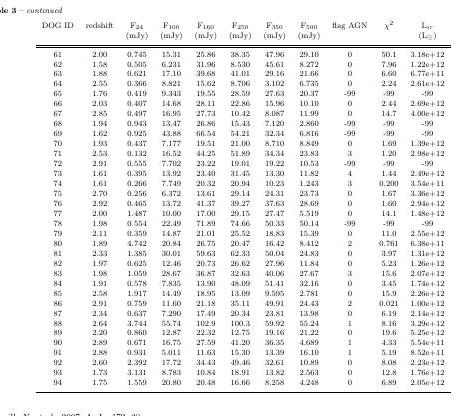 ble 3 – continued
DOG ID redshift F24 F100 F160 F250 F350 F500 flag AGN χ2 Lir
(mJy) (mJy) (mJy) (mJy) (mJy) (mJy) (L⊙)
61 2.00 0.745 15.31 25.86 38.35 47.96 29.10 0 50.1 3.18e+12
62 1.58 0.505 6.231 31.96 8.530 45.61 8.272 0 7.96 1.22e+12
63 1.88 0.621 17.10 39.68 41.01 29.16 21.66 0 6.60 6.77e+11
64 2.55 0.366 8.821 15.62 8.706 3.102 6.735 0 2.24 2.61e+12
65 1.76 0.419 9.343 19.55 28.59 27.63 20.37 -99 -99 -99
66 2.03 0.407 14.68 28.11 22.86 15.96 10.10 0 2.44 2.69e+12
67 2.85 0.497 16.95 27.73 10.42 8.087 11.99 0 14.7 4.00e+12
68 1.94 0.943 13.47 26.86 15.43 7.120 2.860 -99 -99 -99
69 1.62 0.925 43.88 66.54 54.21 32.34 6.816 -99 -99 -99
70 1.93 0.437 7.177 19.51 21.00 8.710 8.849 0 1.69 1.39e+12
71 2.53 0.132 16.52 44.25 51.89 34.34 23.83 3 1.20 2.98e+12
72 2.91 0.555 7.702 23.22 19.01 19.22 10.53 -99 -99 -99
73 1.61 0.395 13.92 23.40 31.45 13.30 11.82 4 1.44 2.49e+12
74 1.61 0.266 7.749 20.32 20.94 10.23 1.243 3 0.200 3.54e+11
75 2.70 0.256 6.372 13.61 29.14 24.31 23.73 0 1.67 3.36e+12
76 2.92 0.465 13.72 41.37 39.27 37.63 28.69 0 1.60 2.94e+12
77 2.00 1.487 10.00 17.00 29.15 27.47 5.519 0 14.1 1.48e+12
78 1.98 0.554 22.49 71.89 74.66 50.33 50.14 -99 -99 -99
79 2.11 0.359 14.87 21.01 25.52 18.83 15.39 0 11.0 2.55e+12
80 1.89 4.742 20.84 26.75 20.47 16.42 8.412 2 0.761 6.38e+11
81 2.33 1.385 30.01 59.63 62.33 50.04 24.83 0 3.97 1.31e+12
82 1.97 0.625 12.46 20.73 26.62 27.96 11.84 0 5.23 1.26e+12
83 1.98 1.059 28.67 36.87 32.63 40.06 27.67 3 15.6 2.07e+12
84 1.91 0.578 7.835 13.90 48.09 51.41 32.16 0 3.45 1.74e+12
85 2.58 1.917 14.49 18.95 13.09 9.595 2.781 0 15.9 2.26e+12
86 2.91 0.759 11.60 21.18 35.11 49.91 24.43 2 0.021 1.00e+12
87 2.34 0.637 7.290 17.49 20.34 23.81 13.98 0 6.19 2.14e+12
88 2.64 3.744 55.74 102.9 100.3 59.92 55.24 1 8.16 3.29e+12
89 2.20 0.860 12.87 22.32 12.75 19.16 21.22 0 19.6 5.25e+12
90 2.89 0.671 16.75 27.59 41.20 36.35 4.689 1 4.33 5.54e+11
91 2.88 0.931 5.011 11.63 15.30 13.39 16.10 1 5.19 8.52e+11
92 2.60 2.392 17.72 34.43 49.46 32.61 10.89 0 8.08 2.23e+12
93 1.73 3.131 8.783 10.84 18.91 13.82 2.563 0 12.8 1.76e+12
94 1.75 1.559 20.80 20.48 16.66 8.258 4.248 0 6.89 2.05e+12